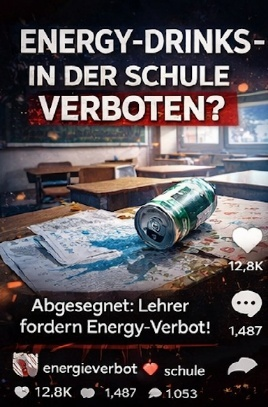 ENERGY-DRINKS-
IN DER SCHULE
VERBOTEN?
12,8K
1,487
Abgesegnet: Lehrer
fordern Energy-Verbot!
energieverbot ❤️ schule
12,8K 1,487 1.053